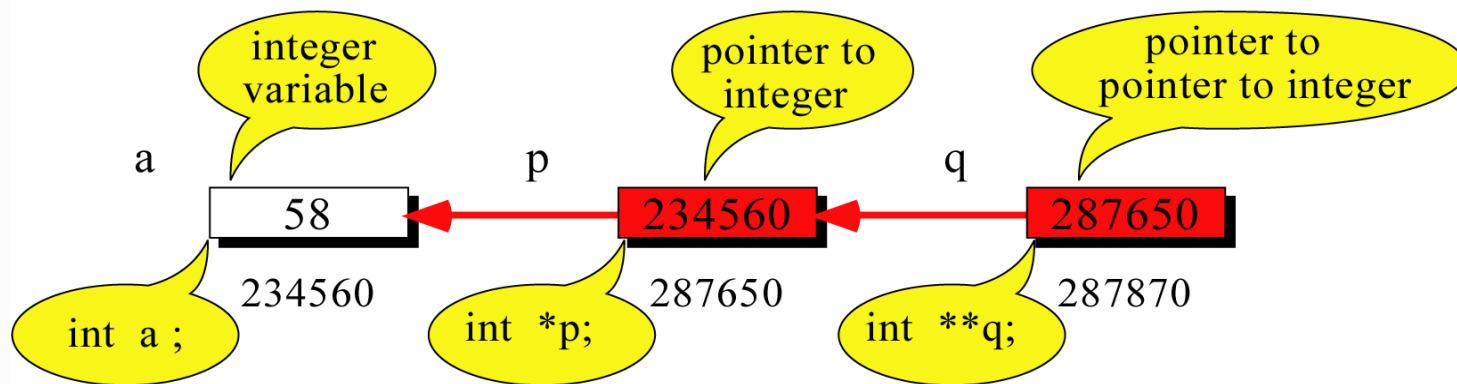 integer
variable
pointer to
integer
pointer to
pointer to integer
a
p
q
58
234560
287650
234560
287650
287870
int a ;
int *p;
int **q;